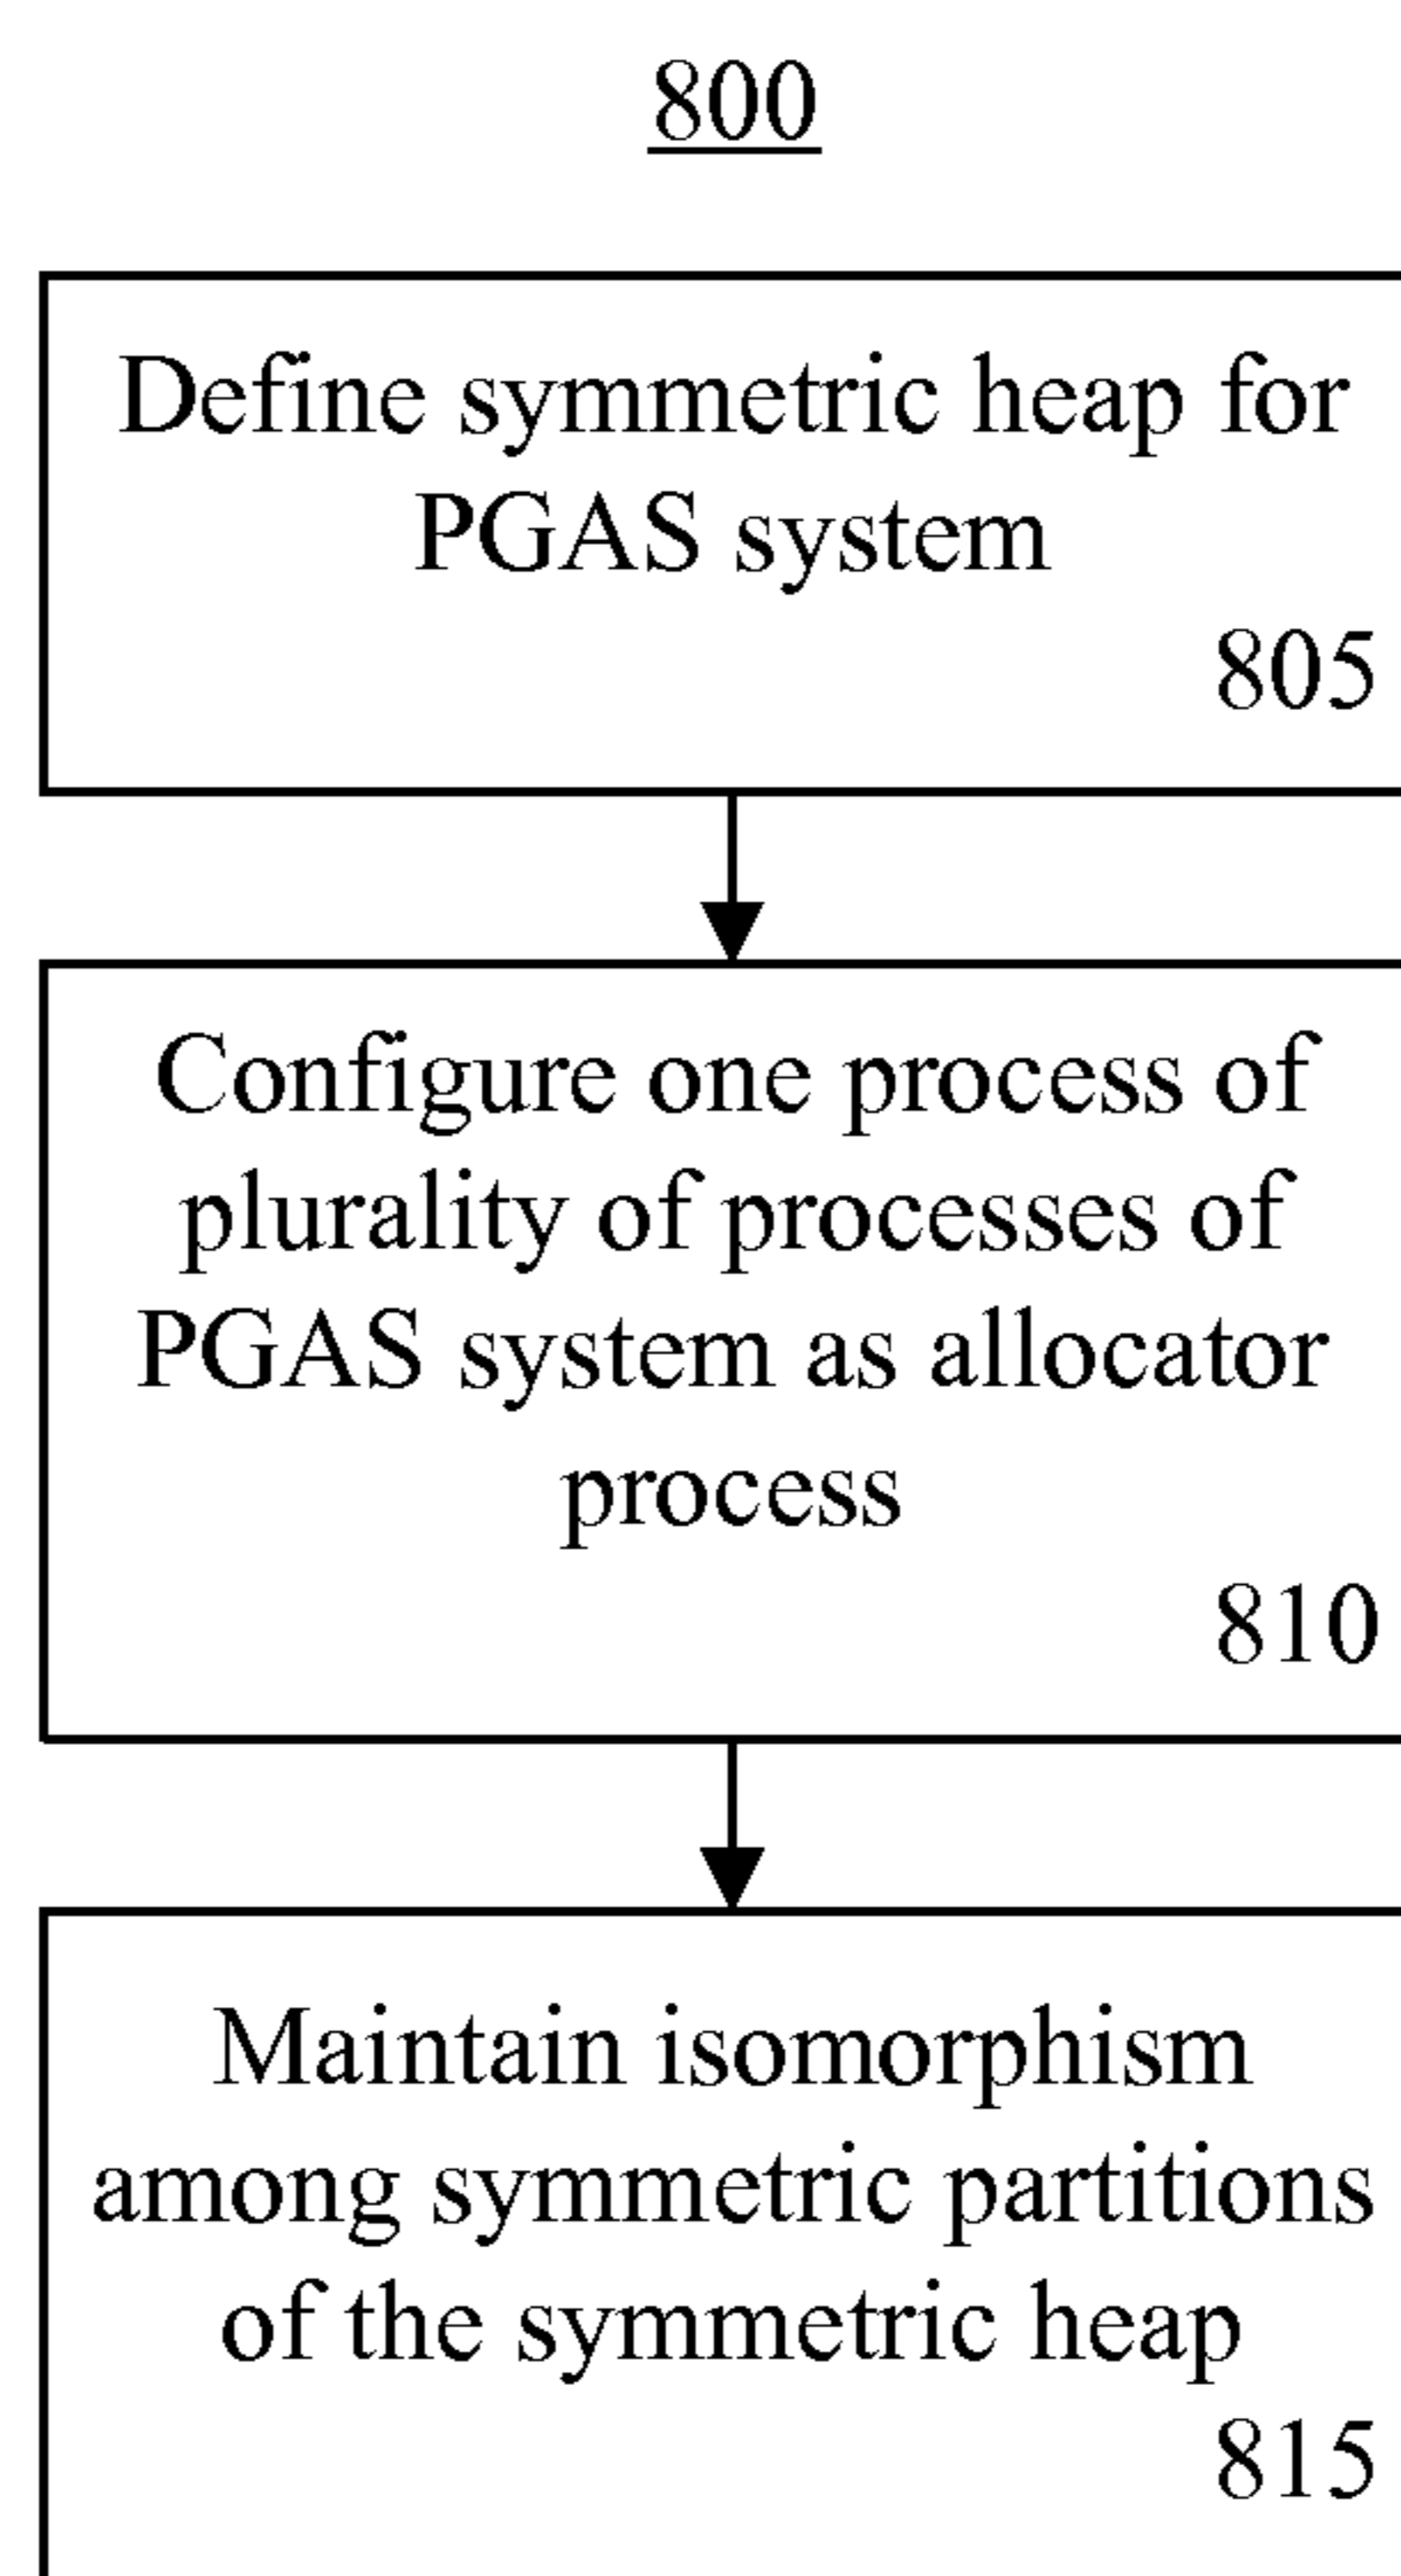 800
Define symmetric heap for
PGAS system
805
Configure one process of
plurality of processes of
PGAS system as allocator
process
810
Maintain isomorphism
among symmetric partitions
of the symmetric heap
815